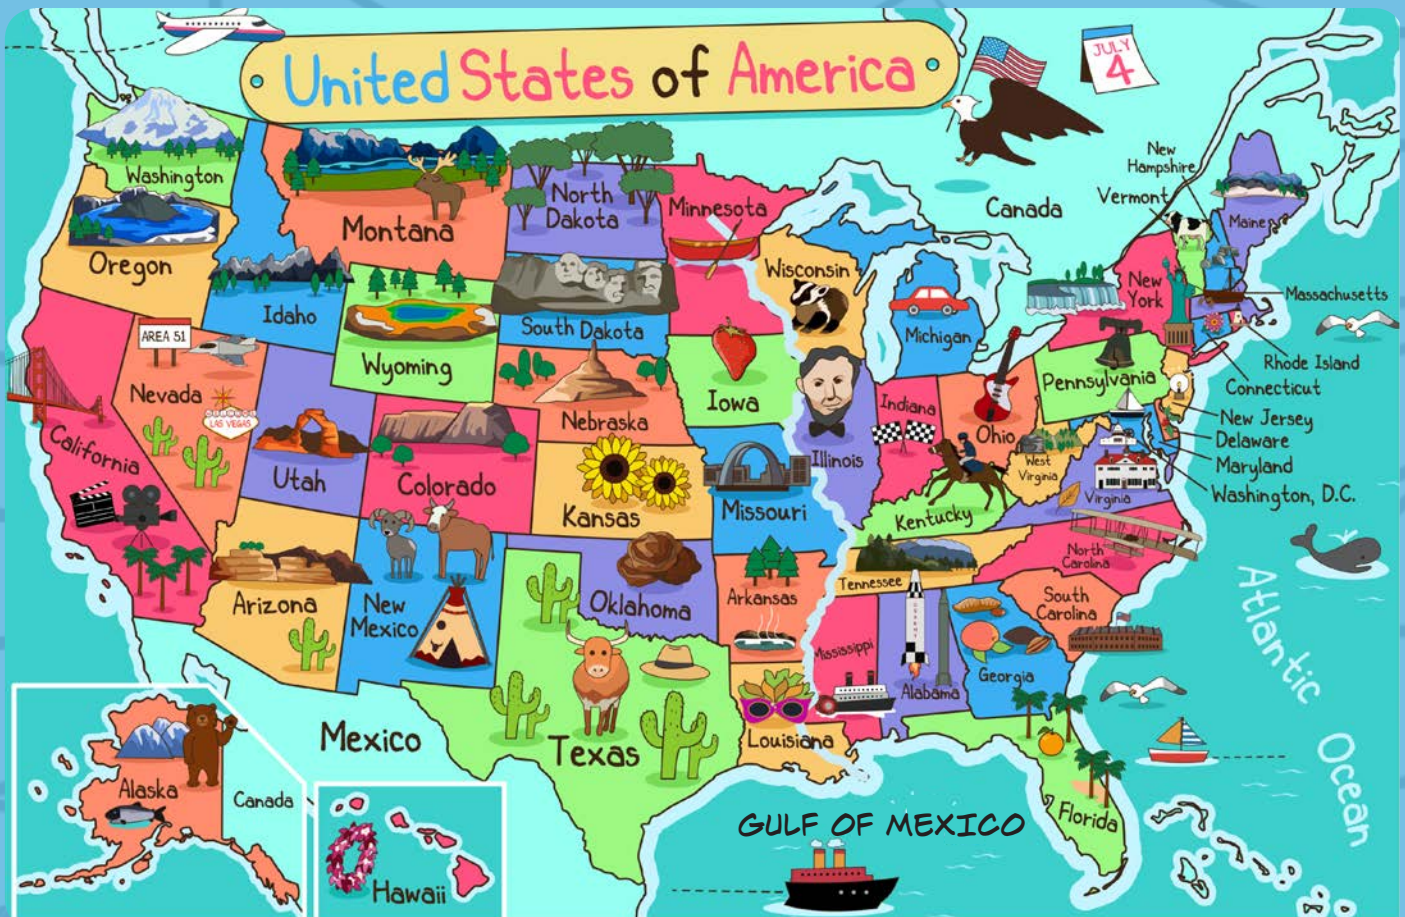 United States of America
JULY
4
New
Hampshire
Vermont
Canada
Maine
Washington
Montana
North
Dakota
Minnesota
Oregon
Idaho
Wisconsin
Michigan
New
York
Massachusetts
South Dakota
Wyoming
AREA 51
Nevada
LAS VEGAS
Nebraska
Iowa
Pennsylvania
Rhode Island
Connecticut
New Jersey
Delaware
Maryland
Washington, D.C.
California
Utah
Colorado
Kansas
Missouri
Illinois
Indiana
Ohio
West
Virginia
Virginia
Kentucky
North
Carolina
Tennessee
South
Carolina
Arizona
New
Mexico
Oklahoma
Arkansas
Mississippi
Alabama
Georgia
Atlantic
Ocean
Mexico
Texas
Louisiana
Florida
GULF OF MEXICO
Alaska
Canada
Hawaii